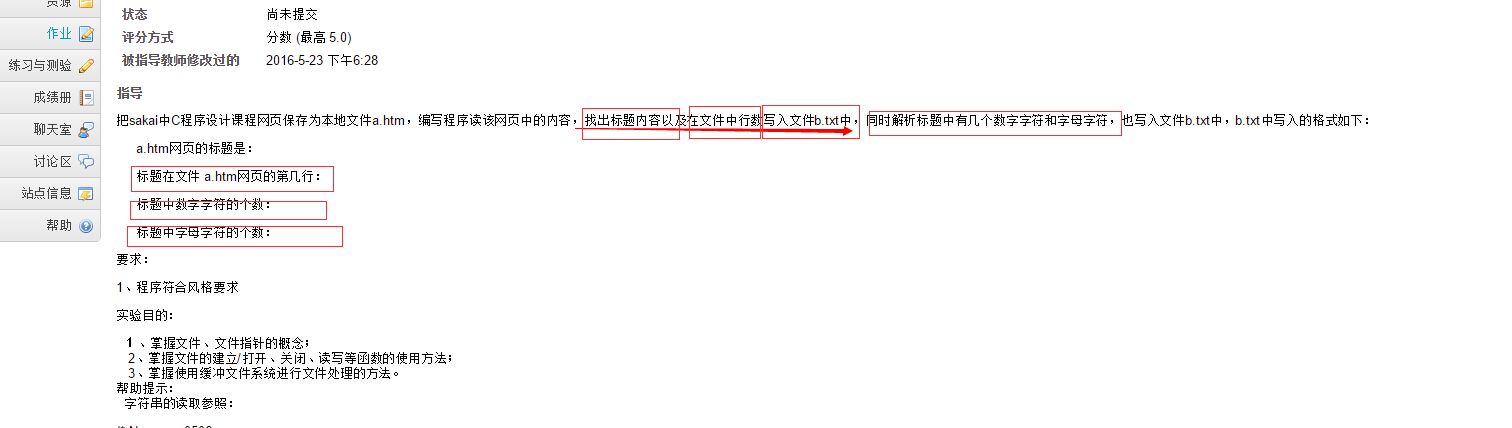 资源
作业
练习与测验
成绩册
聊天室
讨论区
站点信息
帮助
状态 尚未提交
评分方式 分数 (最高 5.0)
被指导教师修改过的 2016-5-23 下午6:28
指导
把sakai中C程序设计课程网页保存为本地文件a.htm，编写程序读该网页中的内容，找出标题内容以及在文件中行数写入文件b.txt中，同时解析标题中有几个数字字符和字母字符，也写入文件b.txt中，b.txt中写入的格式如下：
a.htm网页的标题是：
标题在文件 a.htm网页的第几行：
标题中数字字符的个数：
标题中字母字符的个数：
要求：
1、程序符合风格要求
实验目的：
1 、掌握文件、文件指针的概念；
2、掌握文件的建立/打开、关闭、读写等函数的使用方法；
3、掌握使用缓冲文件系统进行文件处理的方法。
帮助提示：
字符串的读取参照：